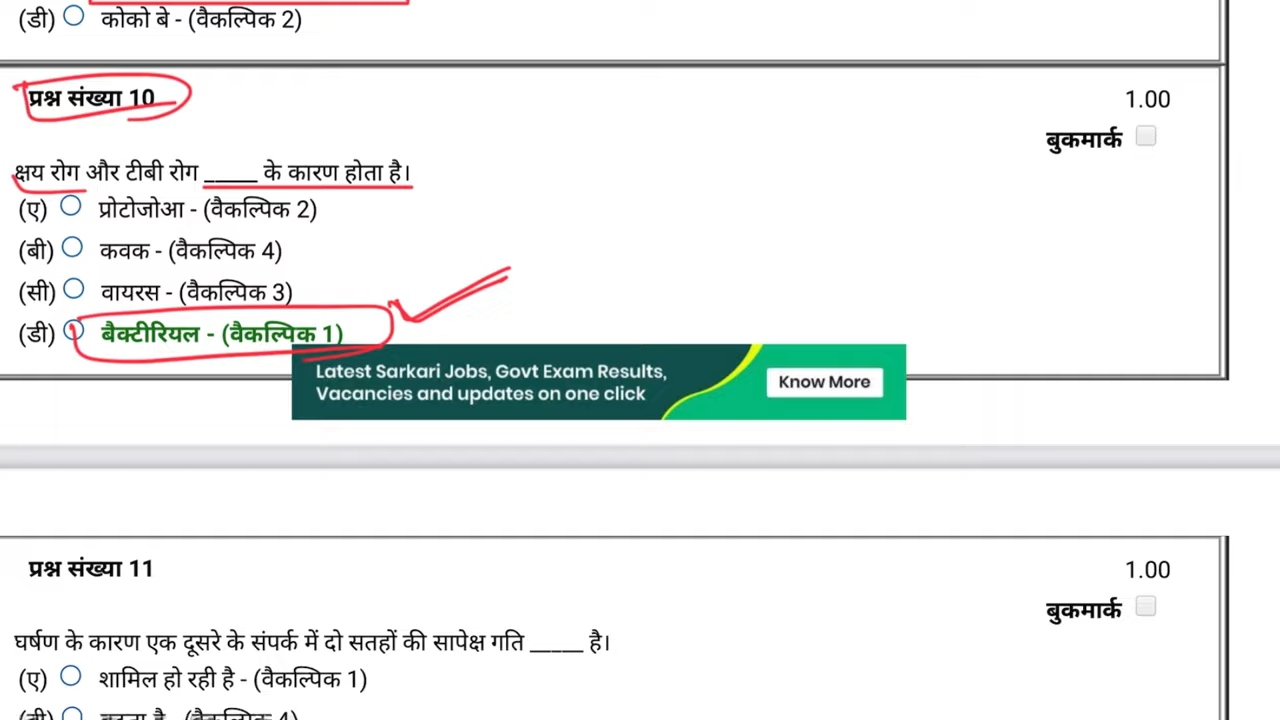 (डी) कोको बे - (वैकल्पिक 2)
प्रश्न संख्या 10
1.00
बुकमार्क
क्षय रोग और टीबी रोग _____ के कारण होता है।
(ए) प्रोटोजोआ - (वैकल्पिक 2)
(बी) कवक - (वैकल्पिक 4)
(सी) वायरस - (वैकल्पिक 3)
(डी) बैक्टीरियल - (वैकल्पिक 1)
Latest Sarkari Jobs, Govt Exam Results,
Vacancies and updates on one click
Know More
प्रश्न संख्या 11
1.00
बुकमार्क
घर्षण के कारण एक दूसरे के संपर्क में दो सतहों की सापेक्ष गति _____ है।
(ए) शामिल हो रही है - (वैकल्पिक 1)